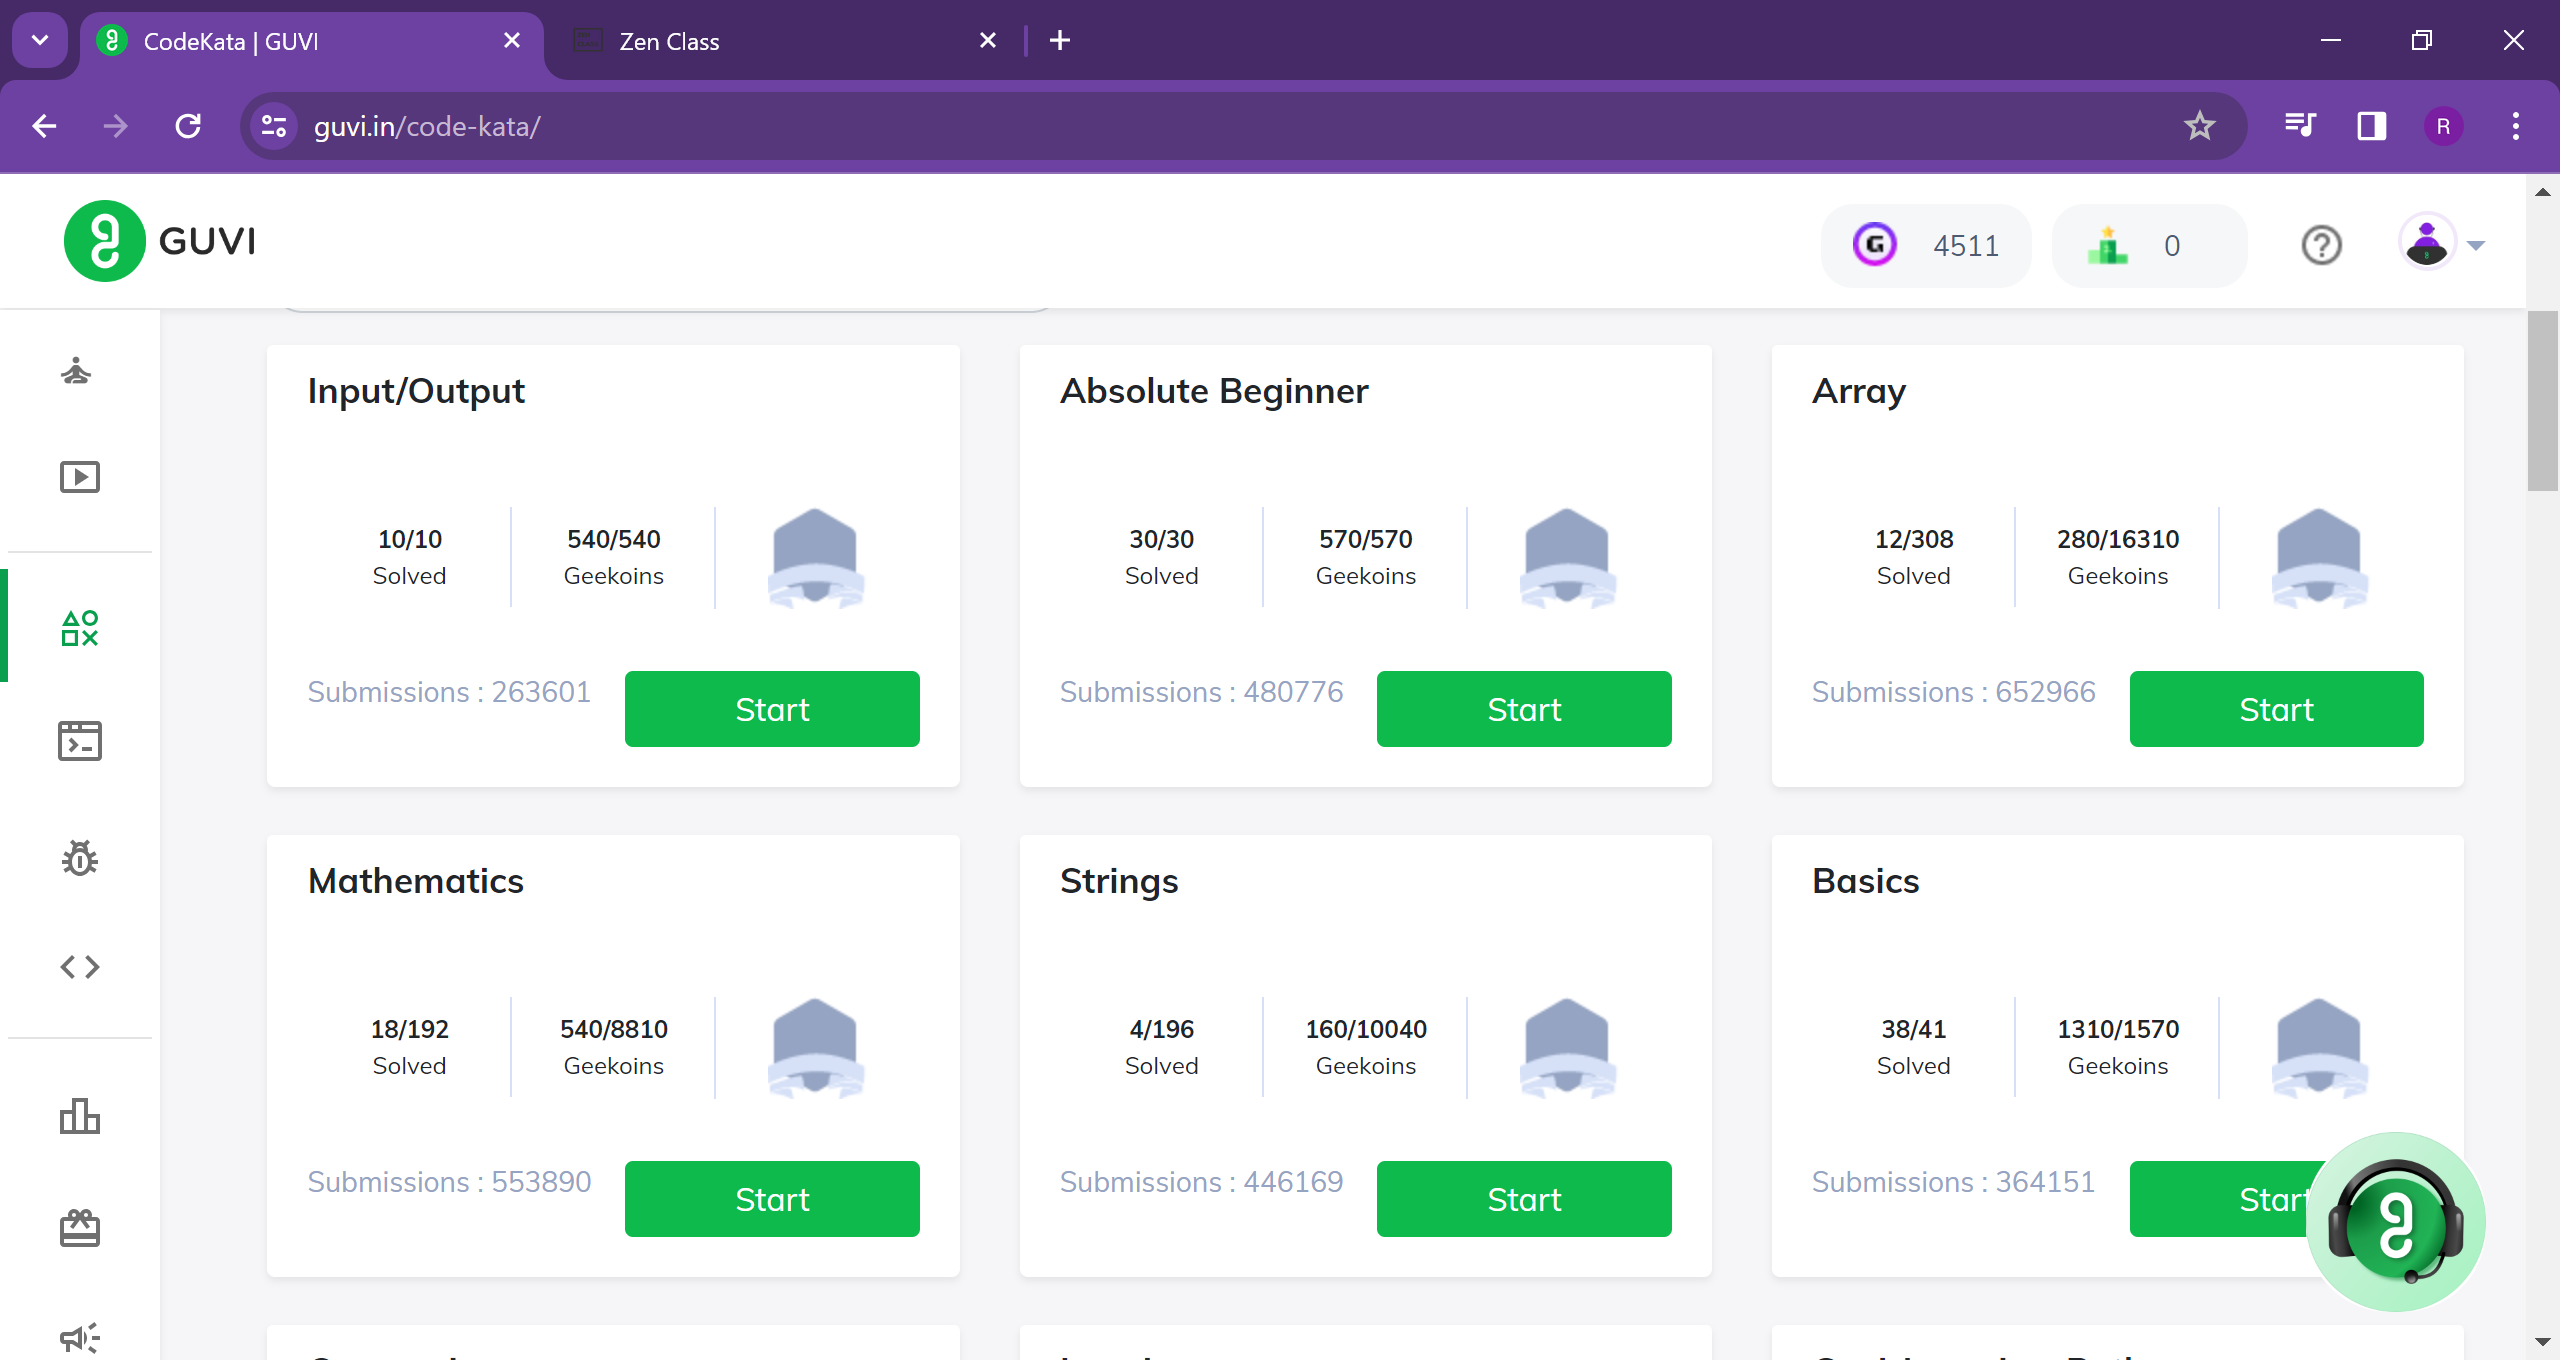 CodeKata | GUVI
Zen Class
guvi.in/code-kata/
R
GUVI
G
4511
0
Input/Output
Absolute Beginner
Array
10/10
540/540
30/30
570/570
12/308
280/16310
Solved
Geekoins
Solved
Geekoins
Solved
Geekoins
Submissions : 263601
Start
Submissions : 480776
Start
Submissions : 652966
Start
Mathematics
Strings
Basics
18/192
540/8810
4/196
160/10040
38/41
1310/1570
Solved
Geekoins
Solved
Geekoins
Solved
Geekoins
Submissions : 553890
Start
Submissions : 446169
Start
Submissions : 364151
Start